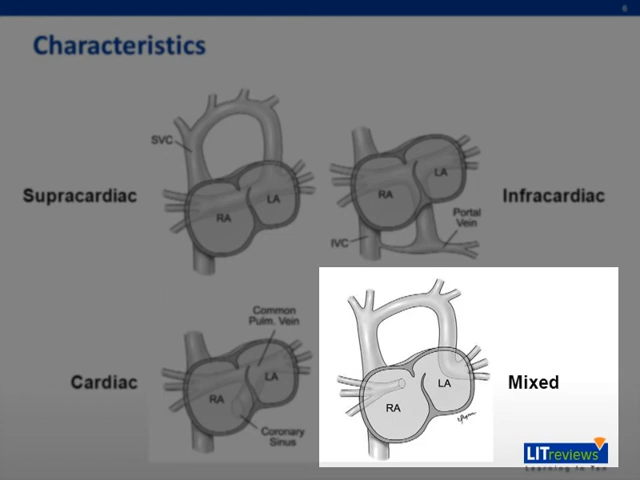 6
Characteristics
SVC
RA
LA
Supracardiac
RA
LA
IVC
Portal
Vein
Infracardiac
Common
Pulm. Vein
RA
LA
Coronary
Sinus
Cardiac
RA
LA
Mixed
LITreviews
Learning In Ten